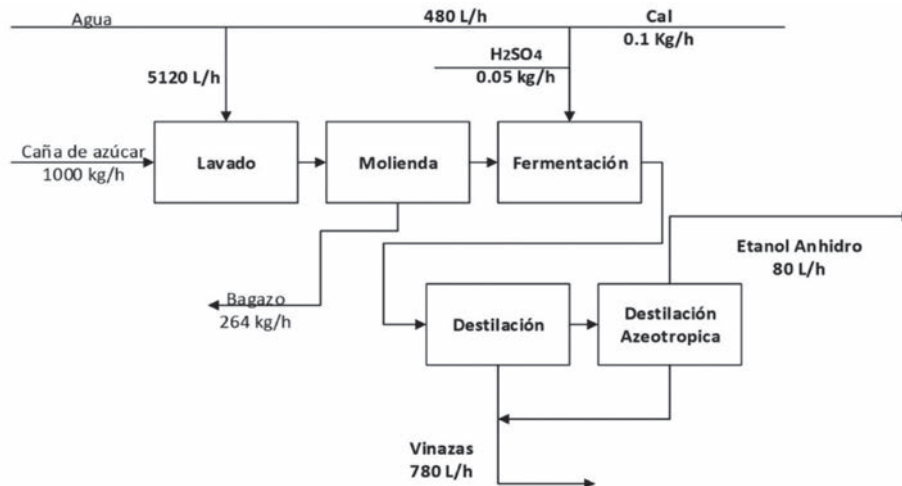 Agua
480 L/h
Cal
0.1 Kg/h
H2SO4
0.05 kg/h
5120 L/h
Caña de azúcar
1000 kg/h
Lavado
Molienda
Fermentación
Bagazo
264 kg/h
Etanol Anhidro
80 L/h
Destilación
Destilación
Azeotropica
Vinazas
780 L/h